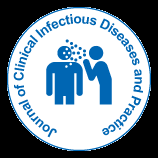 Journal of Clinical Infectious Diseases and Practice